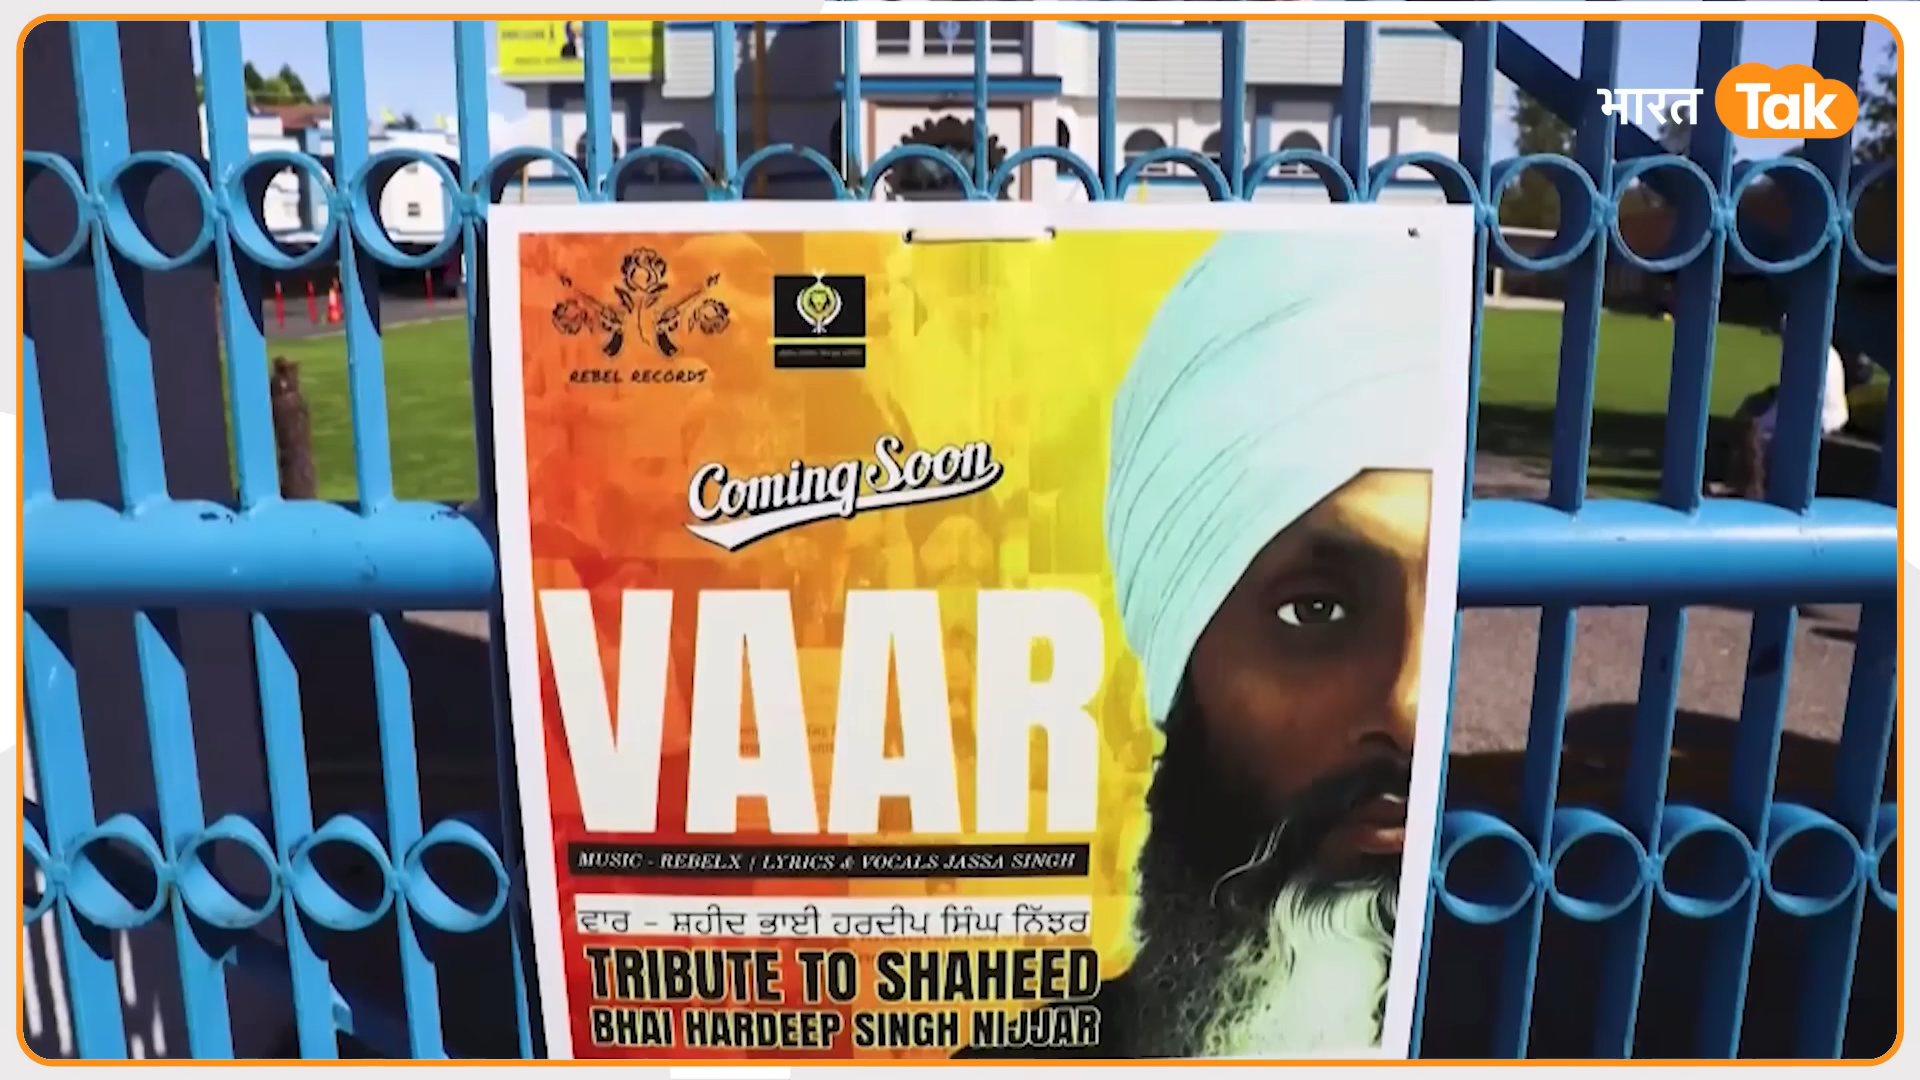 भारत Tak
REBEL RECORDS
Coming Soon
VAAR
MUSIC - REBELX / LYRICS & VOCALS JASSA SINGH
ਵਾਰ - ਸ਼ਹੀਦ ਭਾਈ ਹਰਦੀਪ ਸਿੰਘ ਨਿੱਝਰ
TRIBUTE TO SHAHEED
BHAI HARDEEP SINGH NIJJAR